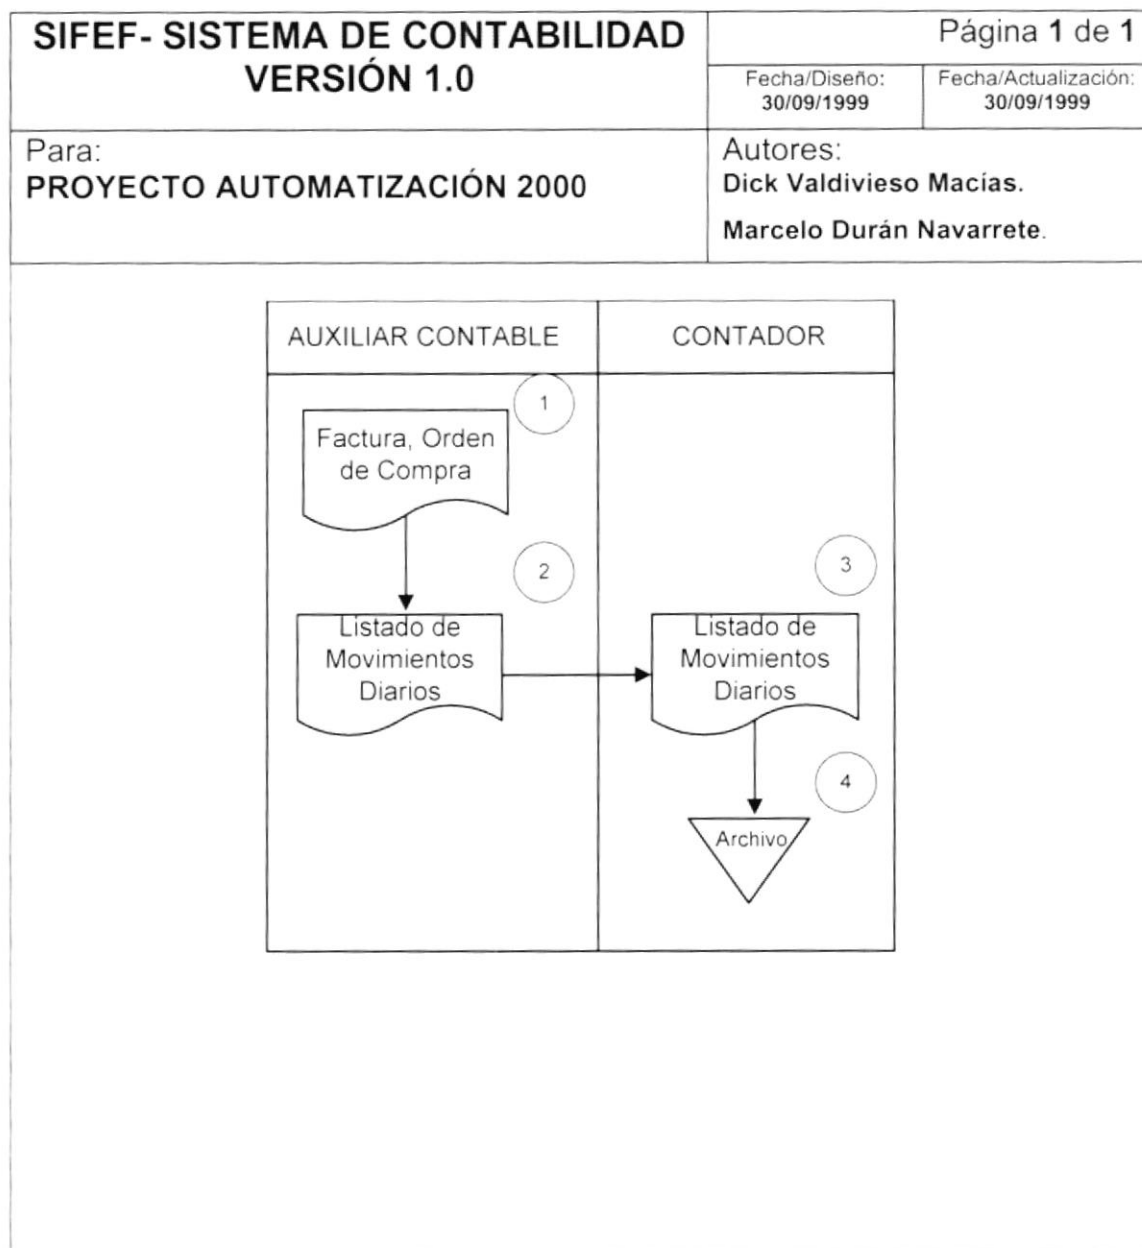 SIFEF- SISTEMA DE CONTABILIDAD
VERSIÓN 1.0
Página 1 de 1
Fecha/Diseño:
30/09/1999
Fecha/Actualización:
30/09/1999
Para:
PROYECTO AUTOMATIZACIÓN 2000
Autores:
Dick Valdivieso Macías.
Marcelo Durán Navarrete.
AUXILIAR CONTABLE
CONTADOR
1
Factura, Orden
de Compra
2
3
Listado de
Movimientos
Diarios
Listado de
Movimientos
Diarios
4
Archivo